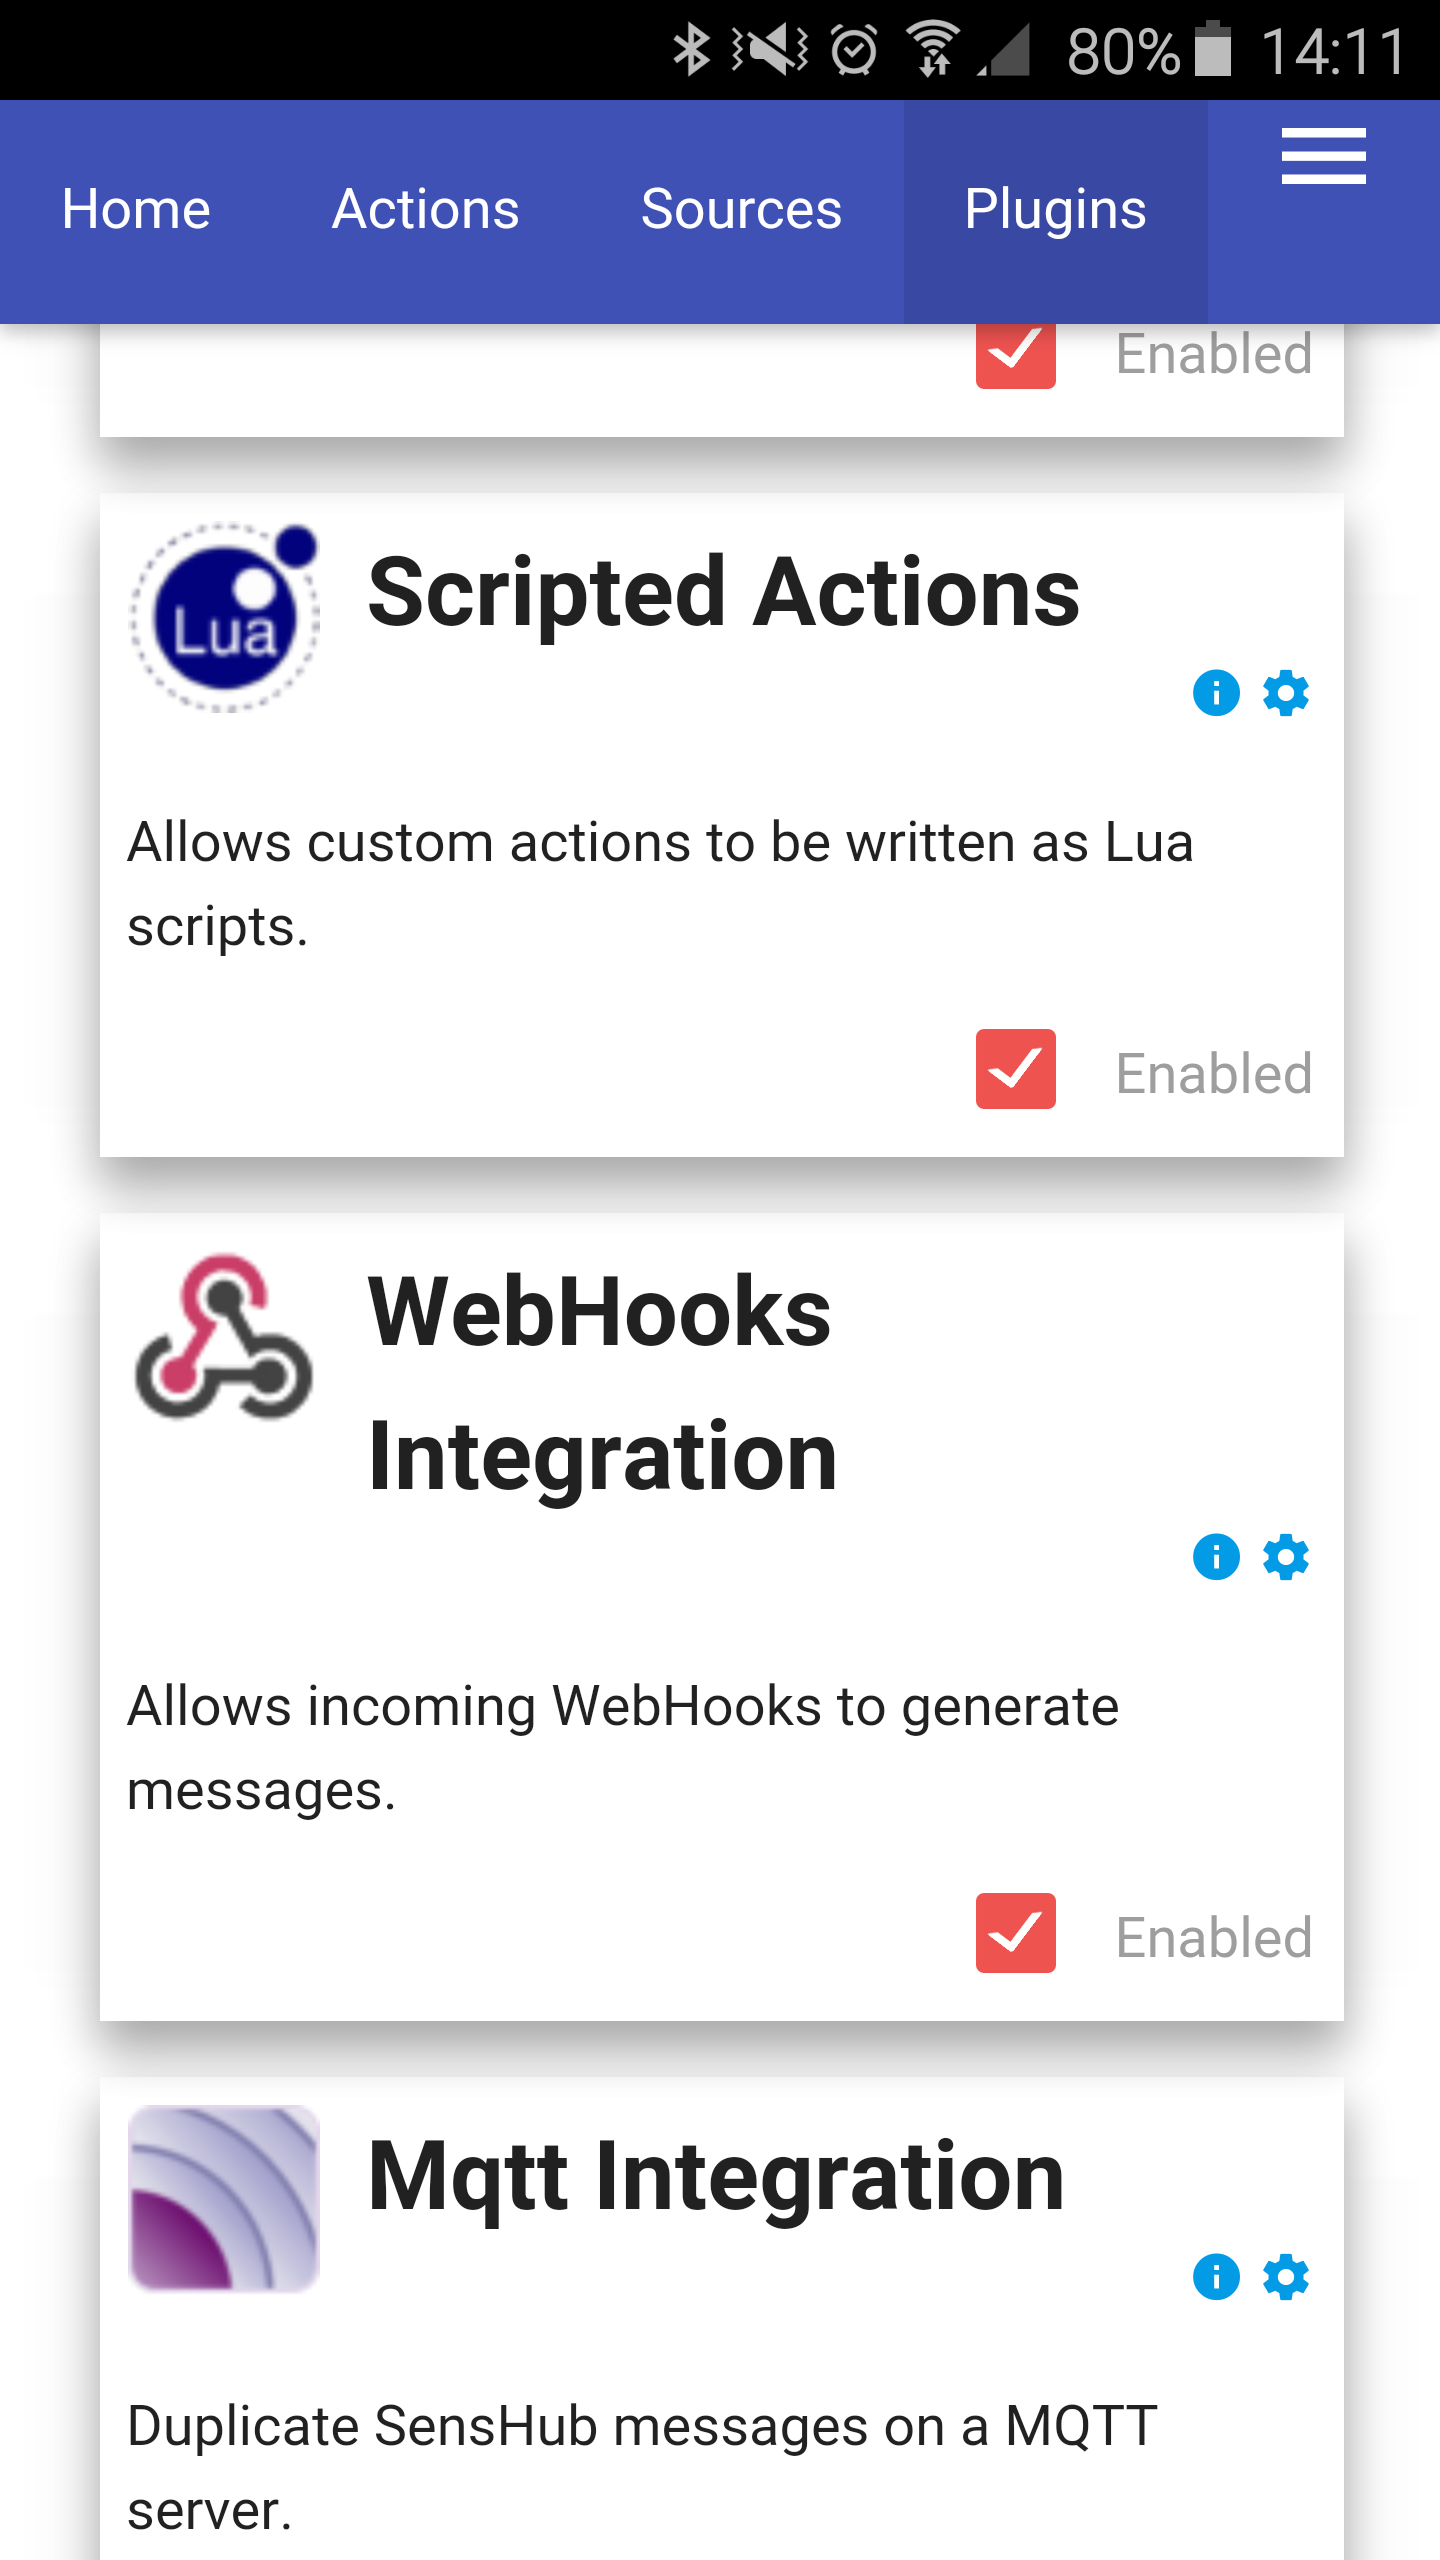 80% 14:11
Home Actions Sources Plugins
Enabled
Lua
Scripted Actions
Allows custom actions to be written as Lua
scripts.
Enabled
WebHooks
Integration
Allows incoming WebHooks to generate
messages.
Enabled
Mqtt Integration
Duplicate SensHub messages on a MQTT
server.